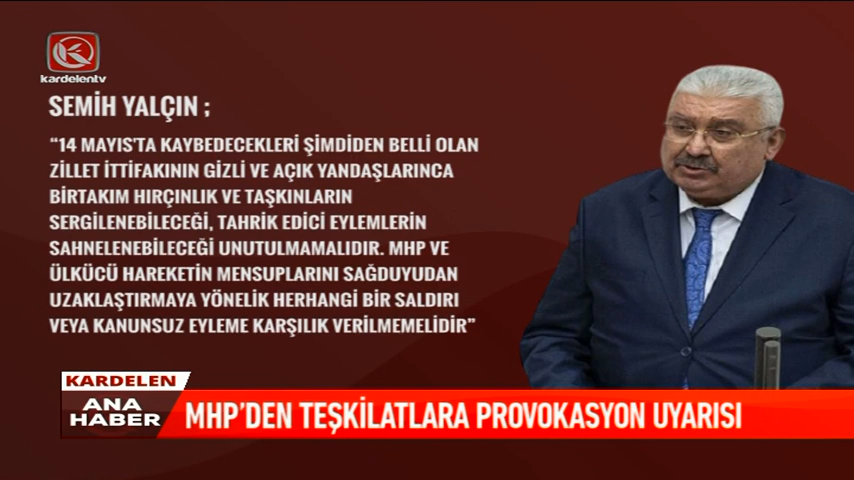 kardelentv
SEMİH YALÇIN ;
“14 MAYIS'TA KAYBEDECEKLERİ ŞİMDİDEN BELLİ OLAN
ZİLLET İTTİFAKININ GİZLİ VE AÇIK YANDAŞLARINCA
BİRTAKIM HIRÇINLIK VE TAŞKINLARIN
SERGİLENEBİLECEĞİ, TAHRİK EDİCİ EYLEMLERİN
SAHNELENEBİLECEĞİ UNUTULMAMALIDIR. MHP VE
ÜLKÜCÜ HAREKETİN MENSUPLARINI SAĞDUYUDAN
UZAKLAŞTIRMAYA YÖNELİK HERHANGİ BİR SALDIRI
VEYA KANUNSUZ EYLEME KARŞILIK VERİLMEMELİDİR”
KARDELEN
ANA
HABER
MHP'DEN TEŞKİLATLARA PROVOKASYON UYARISI